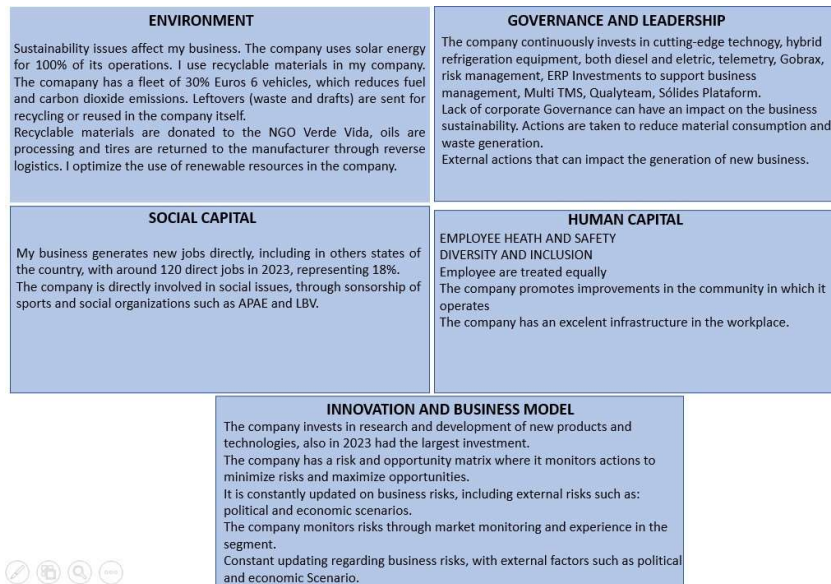 ENVIRONMENT
Sustainability issues affect my business. The company uses solar energy
for 100% of its operations. I use recyclable materials in my company.
The comapany has a fleet of 30% Euros 6 vehicles, which reduces fuel
and carbon dioxide emissions. Leftovers (waste and drafts) are sent for
recycling or reused in the company itself.
Recyclable materials are donated to the NGO Verde Vida, oils are
processing and tires are returned to the manufacturer through reverse
logistics. I optimize the use of renewable resources in the company.
GOVERNANCE AND LEADERSHIP
The company continuously invests in cutting-edge technogy, hybrid
refrigeration equipment, both diesel and eletric, telemetry, Gobrax,
risk management, ERP Investments to support business
management, Multi TMS, Qualyteam, Sólides Plataform.
Lack of corporate Governance can have an impact on the business
sustainability. Actions are taken to reduce material consumption and
waste generation.
External actions that can impact the generation of new business.
SOCIAL CAPITAL
My business generates new jobs directly, including in others states of
the country, with around 120 direct jobs in 2023, representing 18%.
The company is directly involved in social issues, through sonsorship of
sports and social organizations such as APAE and LBV.
HUMAN CAPITAL
EMPLOYEE HEATH AND SAFETY
DIVERSITY AND INCLUSION
Employee are treated equally
The company promotes improvements in the community in which it
operates
The company has an excelent infrastructure in the workplace.
INNOVATION AND BUSINESS MODEL
The company invests in research and development of new products and
technologies, also in 2023 had the largest investment.
The company has a risk and opportunity matrix where it monitors actions to
minimize risks and maximize opportunities.
It is constantly updated on business risks, including external risks such as:
political and economic scenarios.
The company monitors risks through market monitoring and experience in the
segment.
Constant updating regarding business risks, with external factors such as political
and economic Scenario.